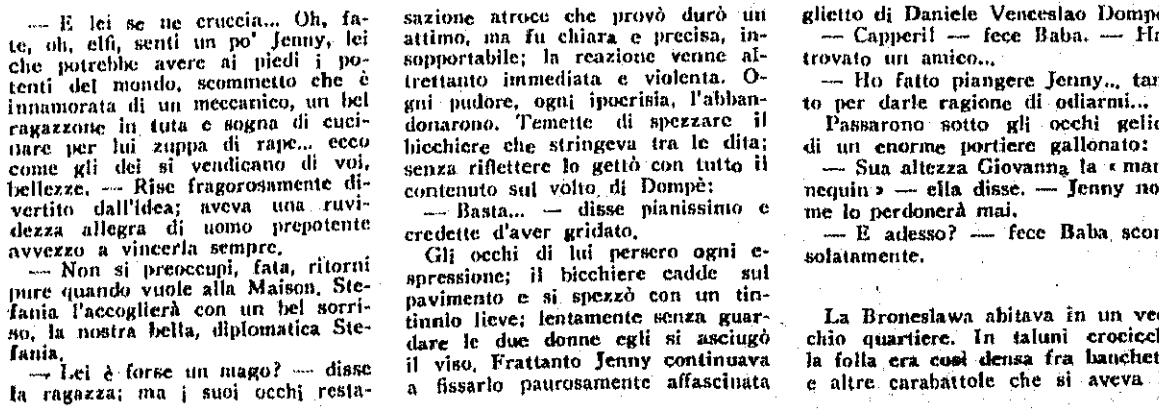 — E lei se ne cruccia... Oh, fa-
te, oh, elfi, senti un po' Jenny, lei
che potrebbe avere ai piedi i po-
tenti del mondo, scommetto che è
innamorata di un meccanico, un bel
ragazzone in tuta e sogna di cuci-
nare per lui zuppa di rape... ecco
come gli dei si vendicano di voi,
bellezze. — Rise fragorosamente di-
vertito dall'idea; aveva una ruvi-
dezza allegra di uomo prepotente
avvezzo a vincerla sempre.
— Non si preoccupi, fata, ritorni
pure quando vuole alla Maison. Ste-
fania l'accoglierà con un bel sorri-
so, la nostra bella, diplomatica Ste-
fania.
— Lei è forse un mago? — disse
la ragazza; ma i suoi occhi resta-
sazione atroce che provò durò un
attimo, ma fu chiara e precisa, in-
sopportabile; la reazione venne al-
trettanto immediata e violenta. O-
gni pudore, ogni ipocrisia, l'abban-
donarono. Temette di spezzare il
bicchiere che stringeva tra le dita;
senza riflettere lo gettò con tutto il
contenuto sul volto di Dompè:
— Basta... — disse pianissimo e
credette d'aver gridato.
Gli occhi di lui persero ogni e-
spressione; il bicchiere cadde sul
pavimento e si spezzò con un tin-
tinnio lieve; lentamente senza guar-
dare le due donne egli si asciugò
il viso. Frattanto Jenny continuava
a fissarlo paurosamente affascinata
glietto di Daniele Venceslao Dompè
— Capperi! — fece Baba. — Ho
trovato un amico...
— Ho fatto piangere Jenny... tan
to per darle ragione di odiarmi...
Passarono sotto gli occhi gelid
di un enorme portiere gallonato:
— Sua altezza Giovanna la « man
nequin » — ella disse. — Jenny no
me lo perdonerà mai.
— E adesso? — fece Baba scon
solatamente.
La Broneslawa abitava in un vec
chio quartiere. In taluni crocicch
la folla era così densa fra banchet
e altre carabattole che si aveva